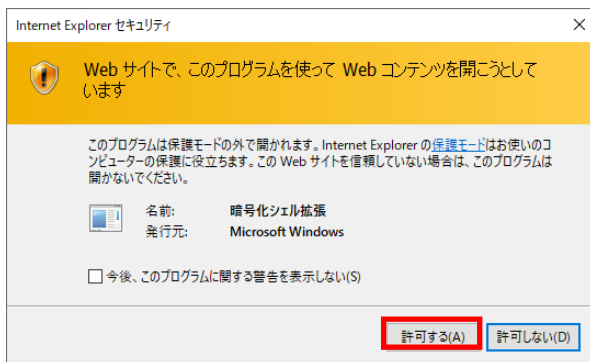 Internet Explorer セキュリティ
Web サイトで、このプログラムを使って Web コンテンツを開こうとして
います
このプログラムは保護モードの外で開かれます。Internet Explorer の保護モードはお使いのコ
ンピューターの保護に役立ちます。この Web サイトを信頼していない場合は、このプログラムは
開かないでください。
名前: 暗号化シェル拡張
発行元: Microsoft Windows
今後、このプログラムに関する警告を表示しない(S)
許可する(A) 許可しない(D)